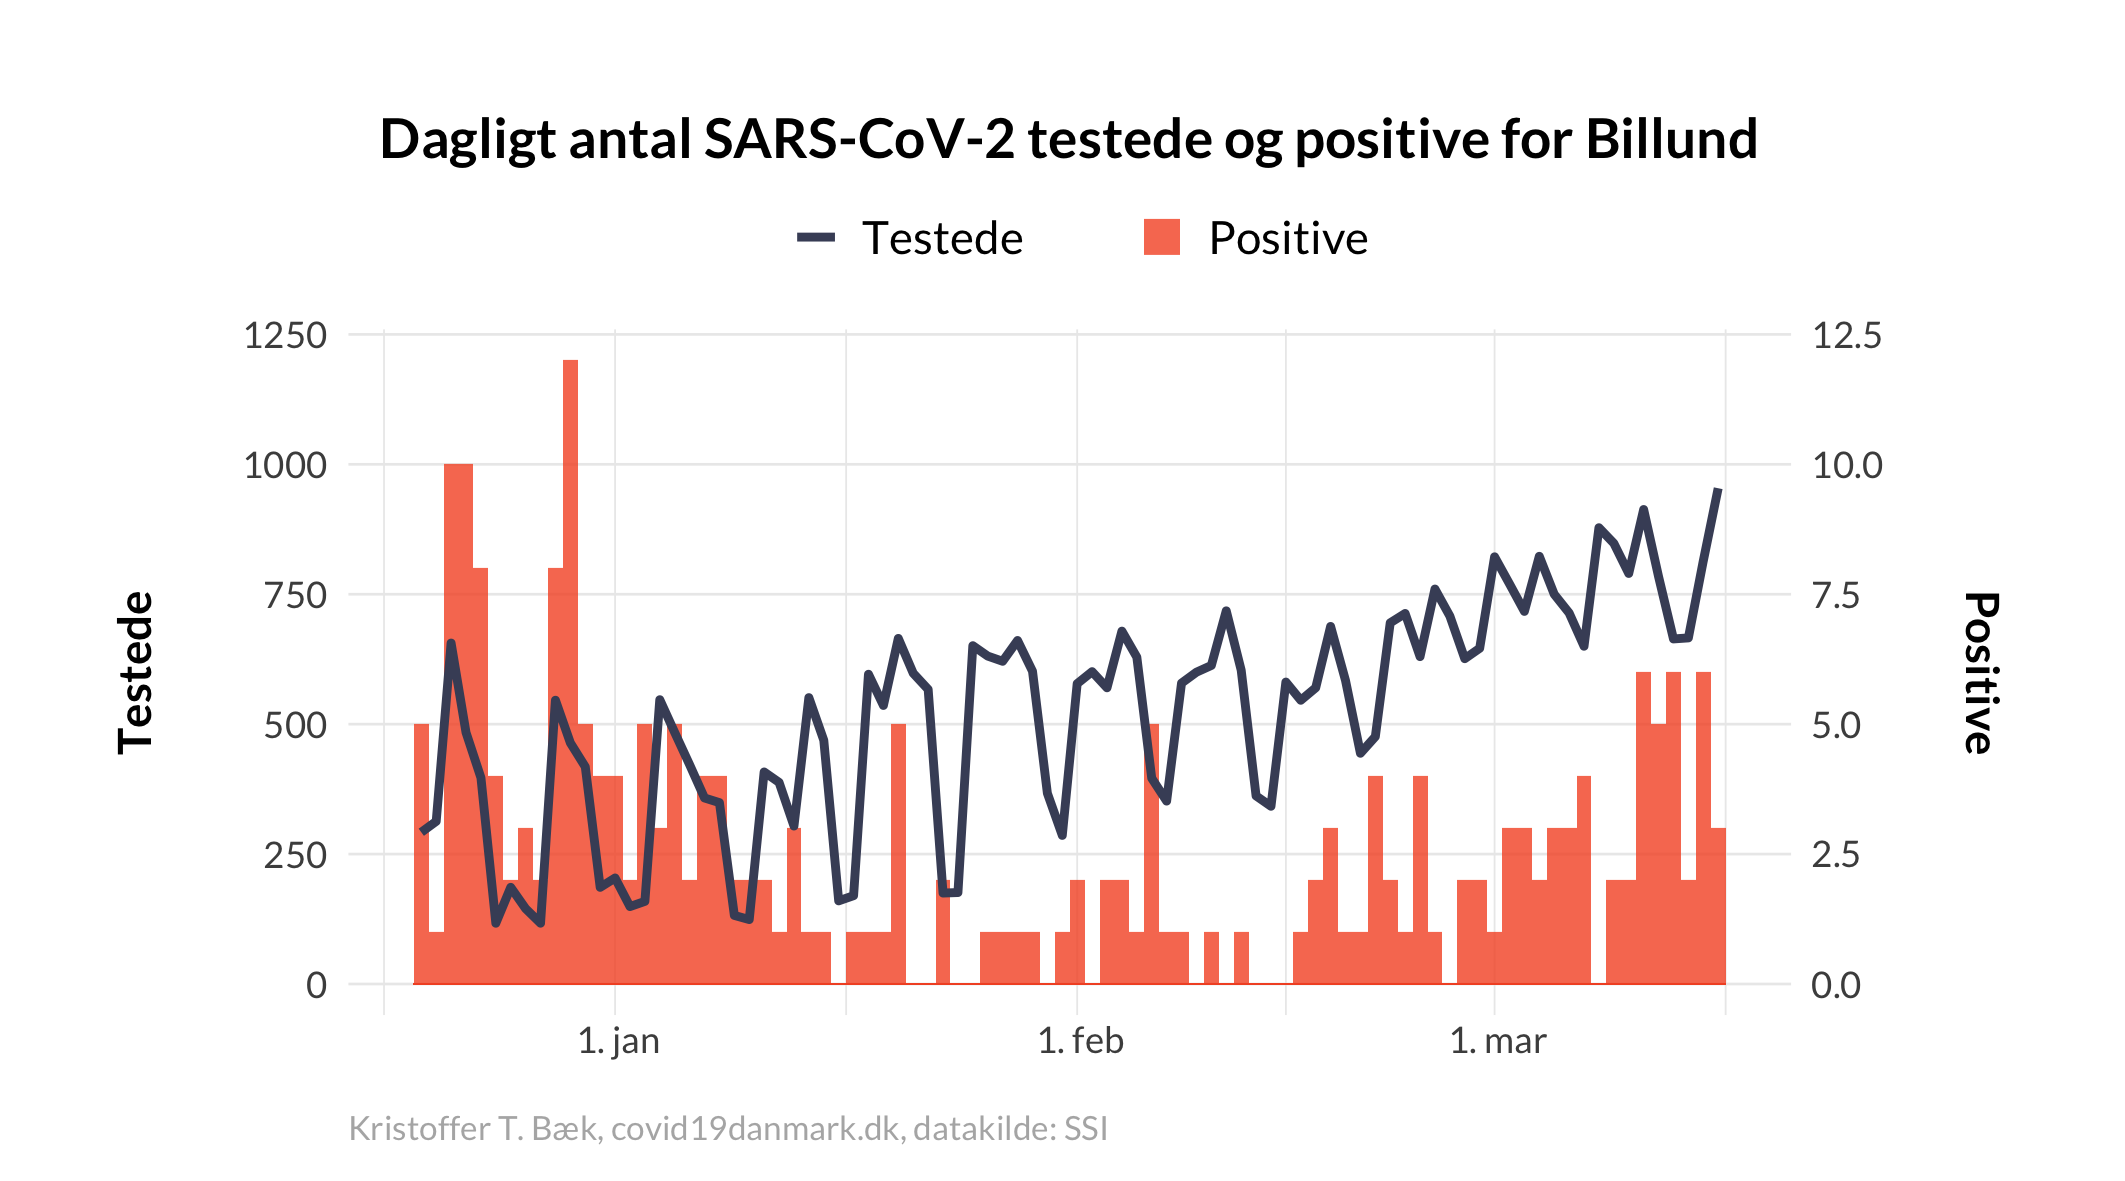 Dagligt antal SARS-CoV-2 testede og positive for Billund
Testede
Positive
1250
1000
750
500
250
0
Testede
12.5
10.0
7.5
5.0
2.5
0.0
Positive
1. jan
1. feb
1. mar
Kristoffer T. Bæk, covid19danmark.dk, datakilde: SSI